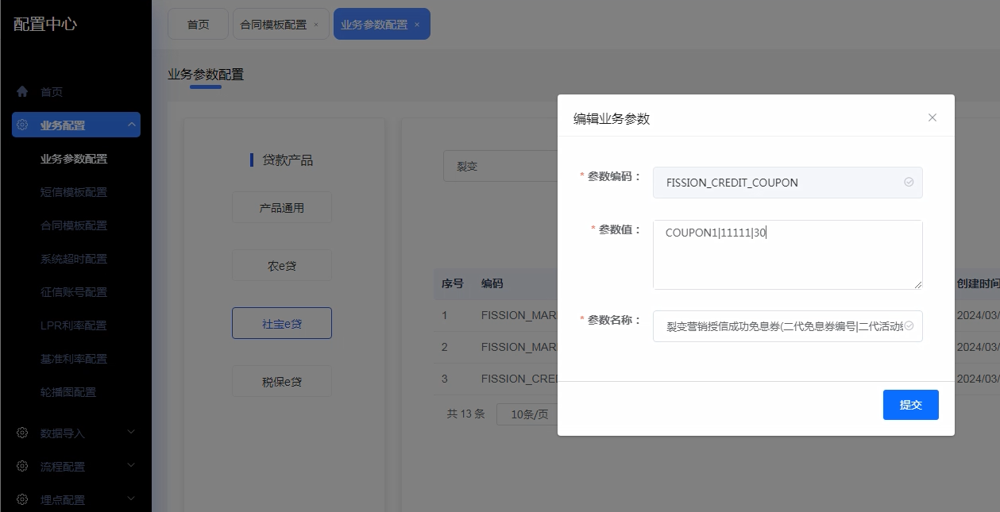 配置中心
首页
业务配置
业务参数配置
短信模板配置
合同模板配置
系统超时配置
征信账号配置
LPR利率配置
基准利率配置
轮播图配置
数据导入
流程配置
埋点配置
首页
合同模板配置 ×
业务参数配置 ×
业务参数配置
贷款产品
产品通用
农e贷
社宝e贷
税保e贷
裂变
序号 编码 创建时间
1 FISSION_MAR 2024/03/
2 FISSION_MAR 2024/03/
3 FISSION_CRED 2024/03/
共 13 条 10条/页
编辑业务参数
* 参数编码： FISSION_CREDIT_COUPON
* 参数值： COUPON1|11111|30
* 参数名称： 裂变营销授信成功免息券(二代免息券编号|二代活动编
提交